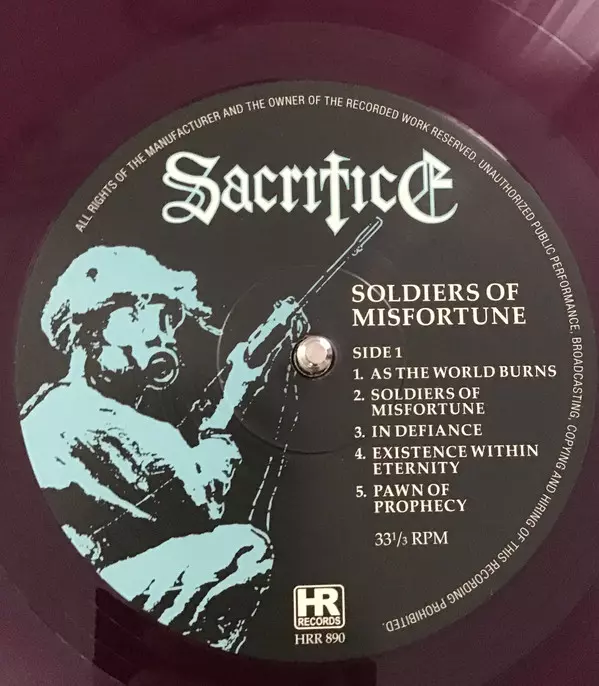 ALL RIGHTS OF THE MANUFACTURER AND THE OWNER OF THE RECORDED WORK RESERVED. UNAUTHORIZED PUBLIC PERFORMANCE, BROADCASTING, COPYING AND HIRING OF THIS RECORDING PROHIBITED.
Sacrifice
SOLDIERS OF
MISFORTUNE
SIDE 1
1. AS THE WORLD BURNS
2. SOLDIERS OF
MISFORTUNE
3. IN DEFIANCE
4. EXISTENCE WITHIN
ETERNITY
5. PAWN OF
PROPHECY
33 1/3 RPM
HR
RECORDS
HRR 890